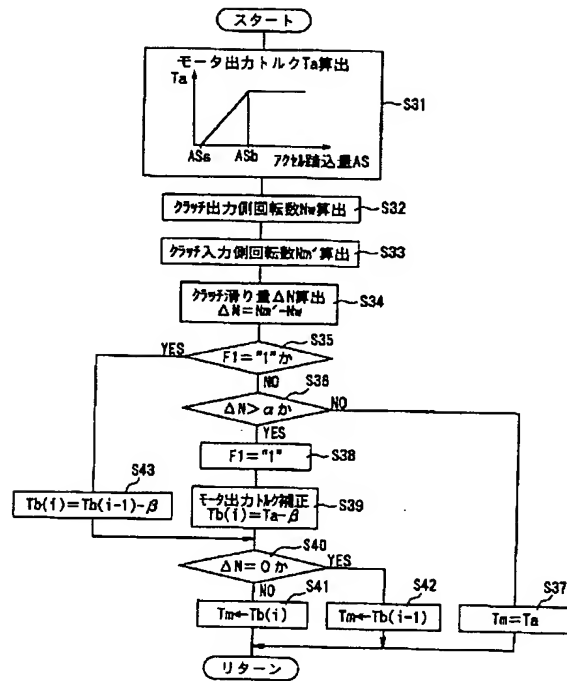 スタート
モータ出力トルクTa算出
Ta
ASa
ASb
アクセル踏込量AS
S31
クラッチ出力側回転数Nw算出
S32
クラッチ入力側回転数Nm'算出
S33
クラッチ滑り量ΔN算出
ΔN=Nm'-Nw
S34
S35
YES
F1="1"か
NO
S36
ΔN>αか
NO
YES
F1="1"
S38
S43
Tb(i)=Tb(i-1)-β
モータ出力トルク補正
Tb(i)=Ta-β
S39
S40
ΔN=0か
YES
NO
S41
S42
S37
Tm←Tb(i)
Tm←Tb(i-1)
Tm=Ta
リターン